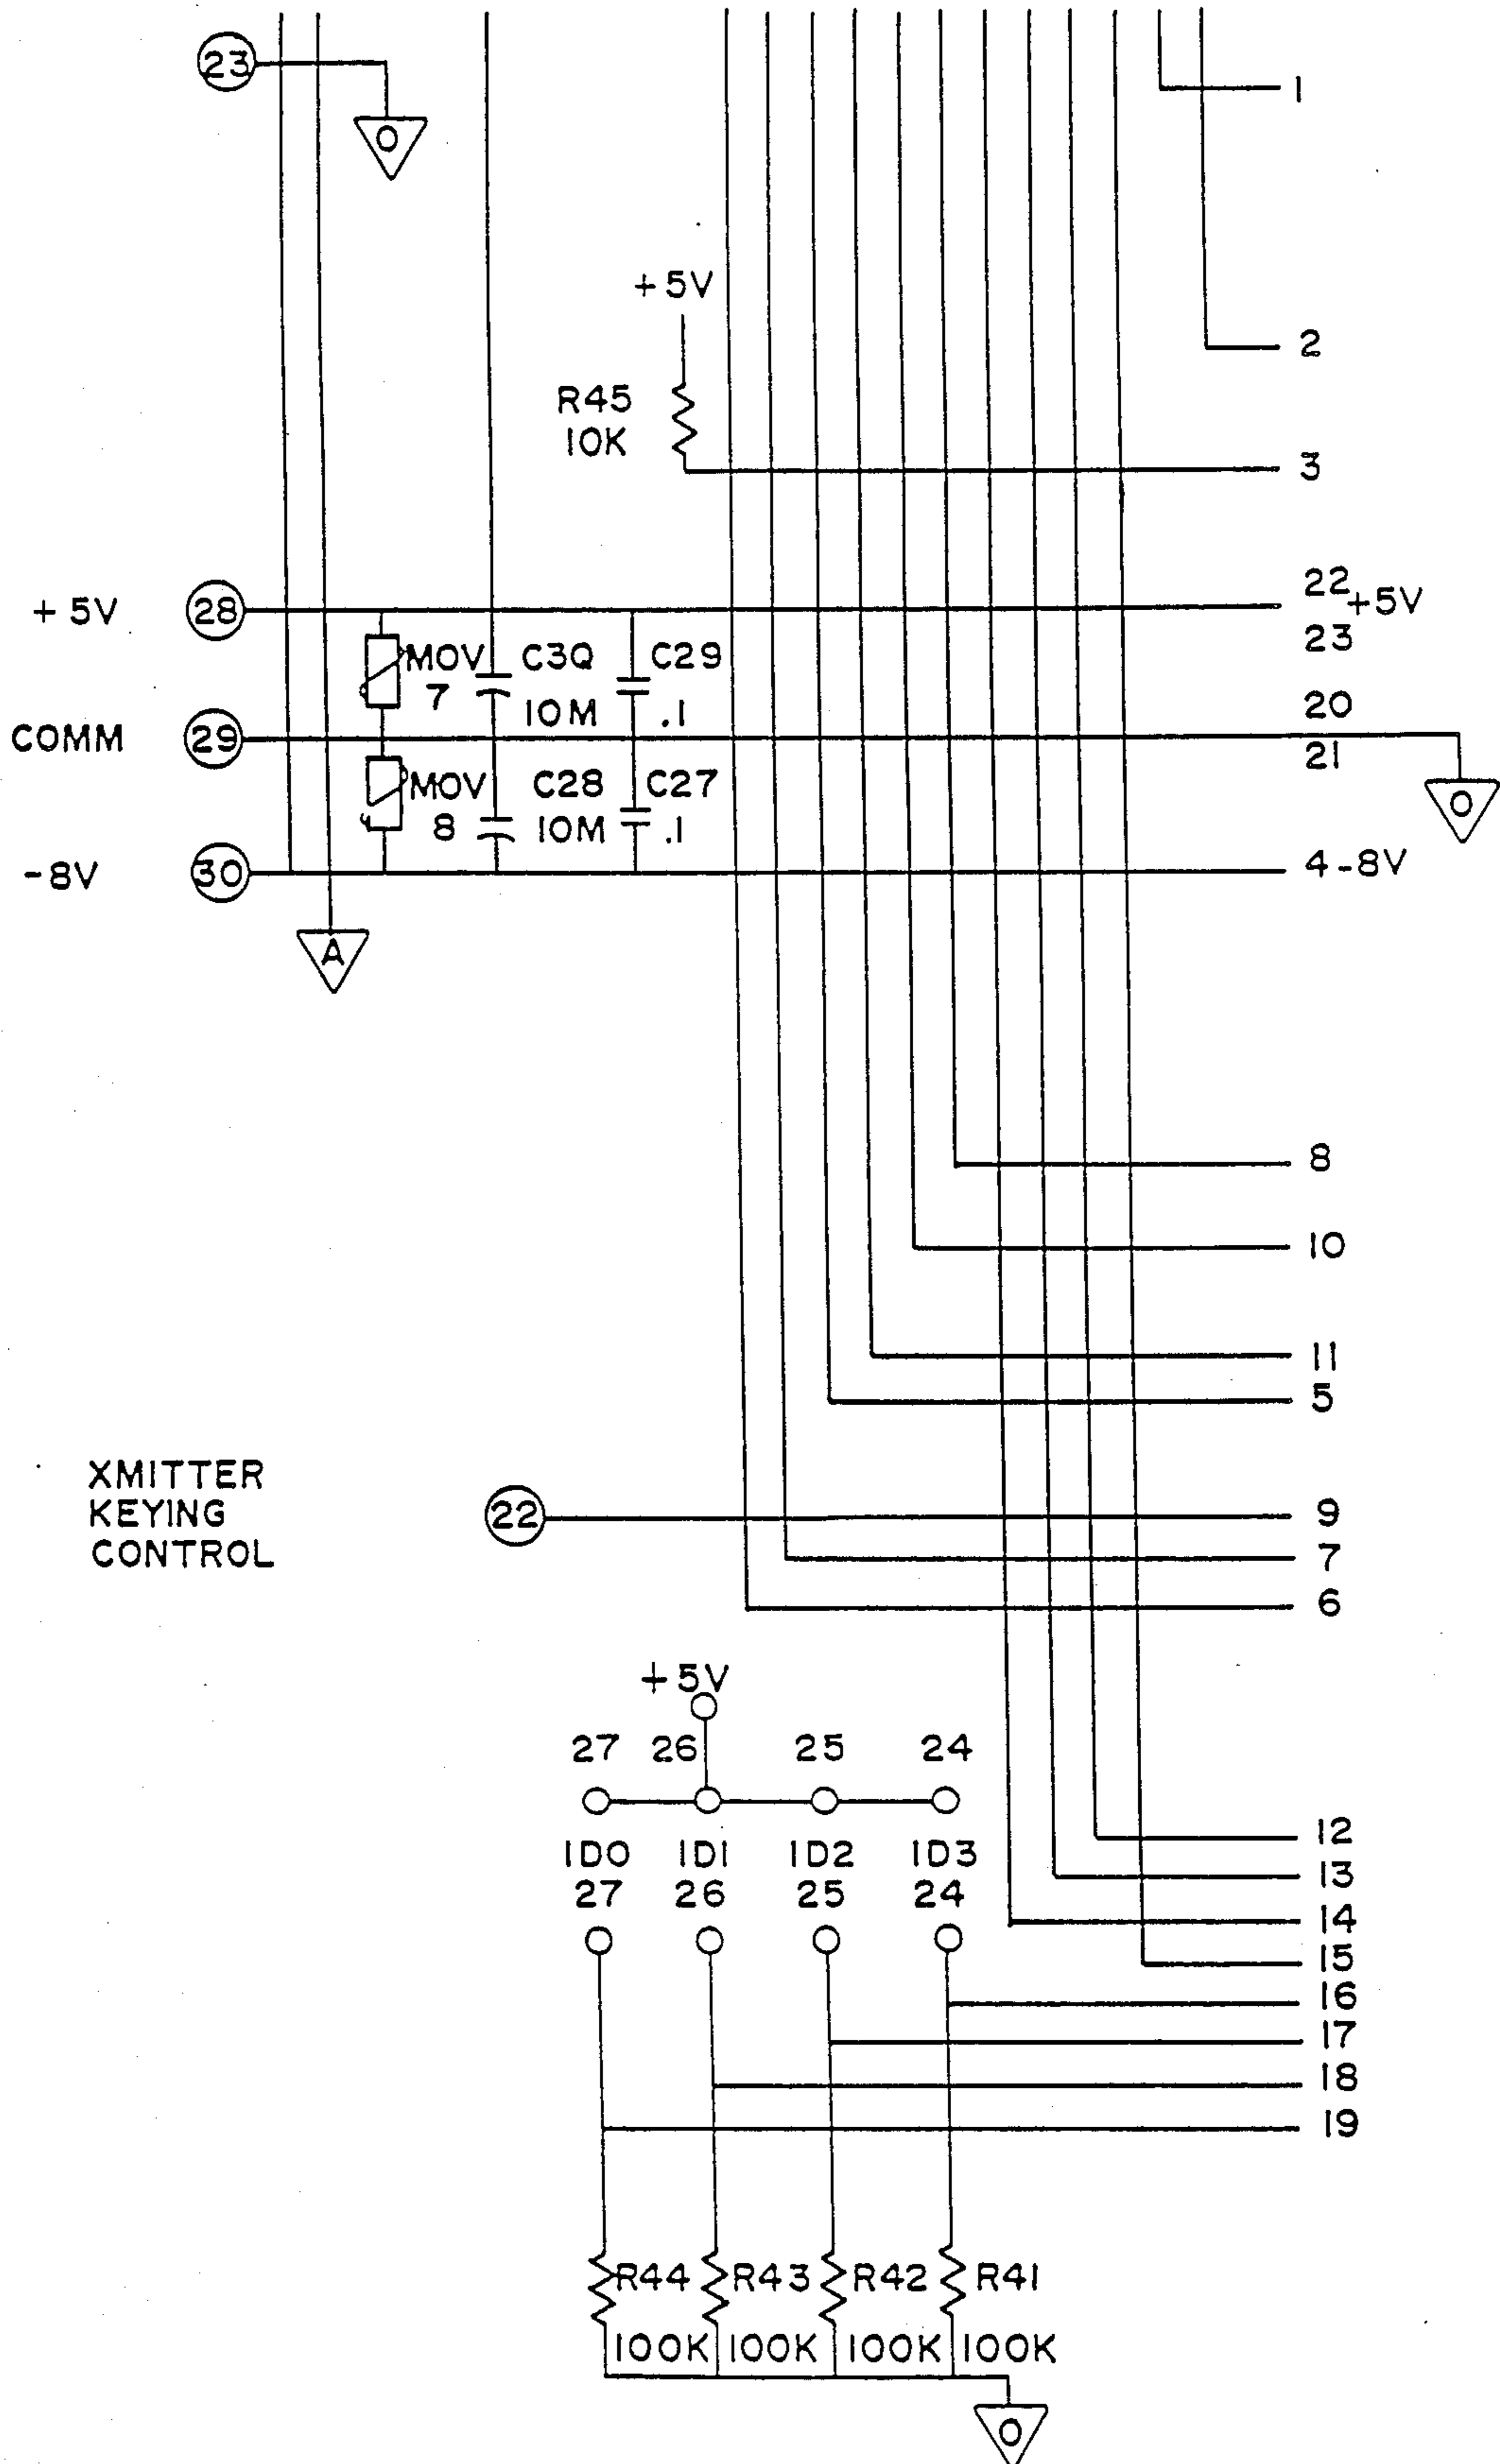 23
O
1
+5V
2
R45
10K
3
+5V
28
22
+5V
23
MOV
7
C30
10M
C29
.1
COMM
29
20
21
MOV
8
C28
10M
C27
.1
O
-8V
30
4 -8V
A
8
10
11
5
XMITTER
KEYING
CONTROL
22
9
7
6
+5V
27 26 25 24
ID0 ID1 ID2 ID3
27 26 25 24
12
13
14
15
16
17
18
19
R44 R43 R42 R41
100K 100K 100K 100K
O